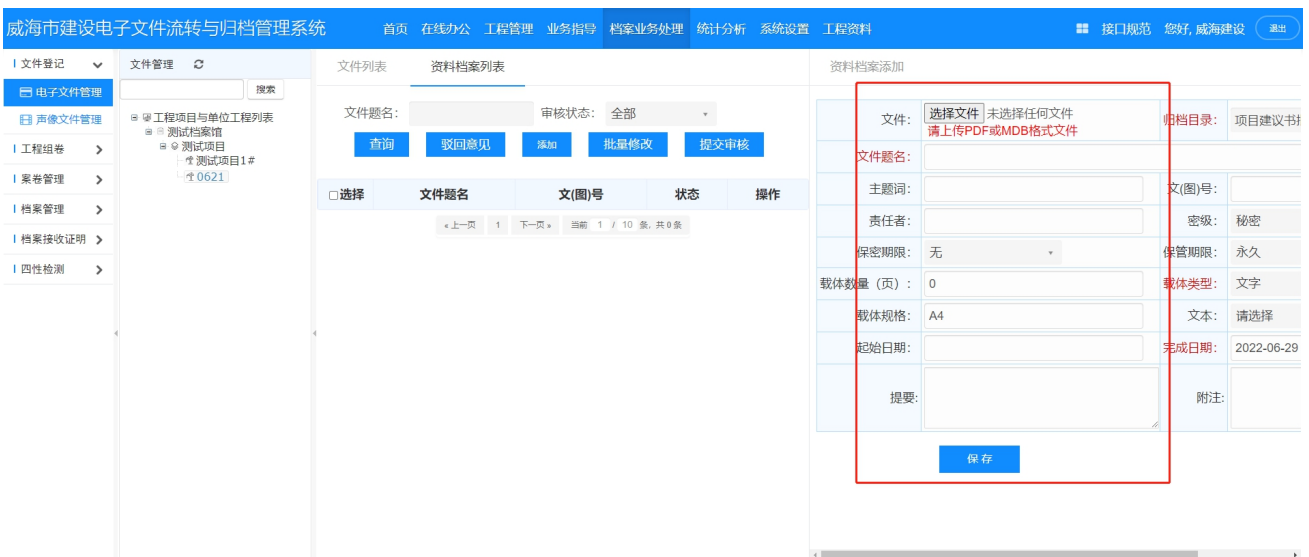 威海市建设电子文件流转与归档管理系统 首页 在线办公 工程管理 业务指导 档案业务处理 统计分析 系统设置 工程资料 接口规范 您好, 威海建设 退出
文件登记
电子文件管理
声像文件管理
工程组卷
案卷管理
档案管理
档案接收证明
四性检测
文件管理
搜索
工程项目与单位工程列表
测试档案馆
测试项目
测试项目1#
0621
文件列表 资料档案列表
文件题名: 审核状态: 全部
查询 驳回意见 添加 批量修改 提交审核
选择 文件题名 文(图)号 状态 操作
«上一页 1 下一页» 当前 1 / 10 条, 共0条
资料档案添加
文件: 选择文件 未选择任何文件 归档目录: 项目建议书
请上传PDF或MDB格式文件
文件题名:
主题词: 文(图)号:
责任者: 密级: 秘密
保密期限: 无 保管期限: 永久
载体数量（页）: 0 载体类型: 文字
载体规格: A4 文本: 请选择
起始日期: 完成日期: 2022-06-29
提要: 附注:
保存